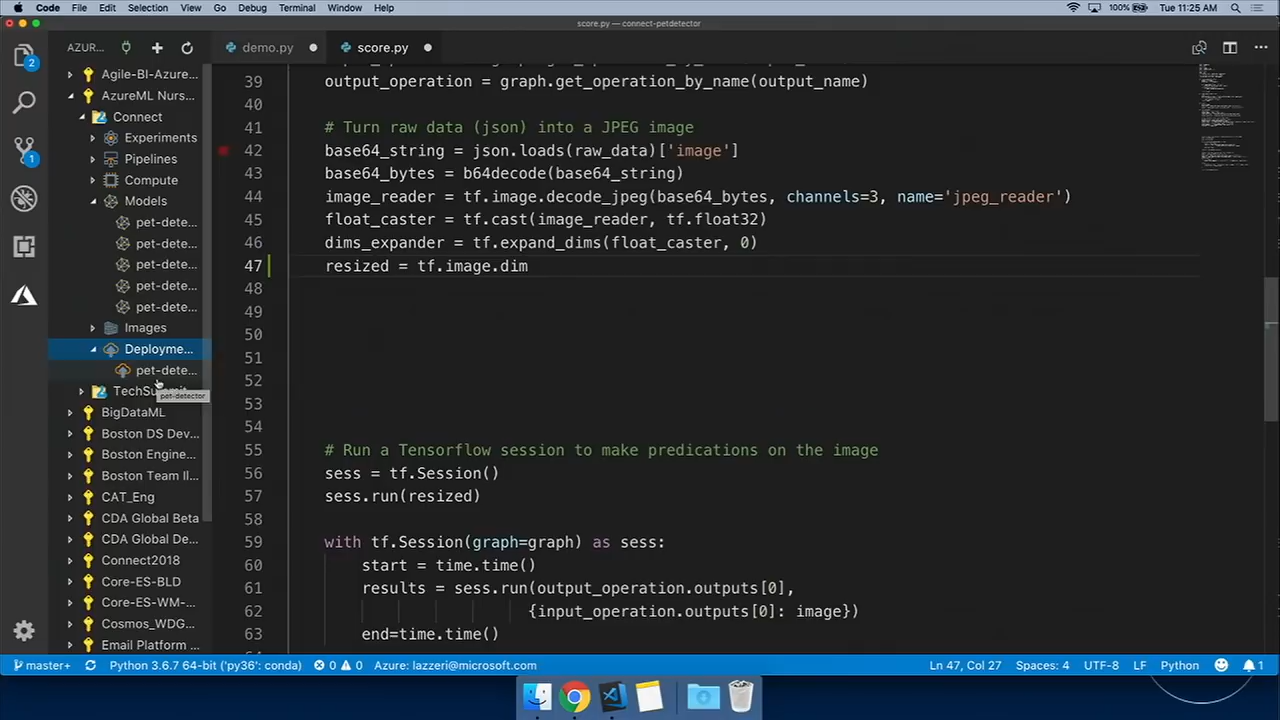 Code File Edit Selection View Go Debug Terminal Window Help 100% Tue 11:25 AM
score.py — connect-petdetector
AZUR... demo.py score.py
2
Agile-BI-Azure...
AzureML Nurs...
Connect
Experiments
Pipelines
Compute
Models
pet-dete...
pet-dete...
pet-dete...
pet-dete...
pet-dete...
Images
Deployme...
pet-dete...
pet-detector
BigDataML
Boston DS Dev...
Boston Engine...
Boston Team Il...
CAT_Eng
CDA Global Beta
CDA Global De...
Connect2018
Core-ES-BLD
Core-ES-WM-...
Cosmos_WDG...
Email Platform
1
39 output_operation = graph.get_operation_by_name(output_name)
40
41 # Turn raw data (json) into a JPEG image
42 base64_string = json.loads(raw_data)['image']
43 base64_bytes = b64decode(base64_string)
44 image_reader = tf.image.decode_jpeg(base64_bytes, channels=3, name='jpeg_reader')
45 float_caster = tf.cast(image_reader, tf.float32)
46 dims_expander = tf.expand_dims(float_caster, 0)
47 resized = tf.image.dim
48
49
50
51
52
53
54
55 # Run a Tensorflow session to make predications on the image
56 sess = tf.Session()
57 sess.run(resized)
58
59 with tf.Session(graph=graph) as sess:
60 start = time.time()
61 results = sess.run(output_operation.outputs[0],
62 {input_operation.outputs[0]: image})
63 end=time.time()
master+ Python 3.6.7 64-bit ('py36': conda) 0 0 Azure: lazzeri@microsoft.com Ln 47, Col 27 Spaces: 4 UTF-8 LF Python 1